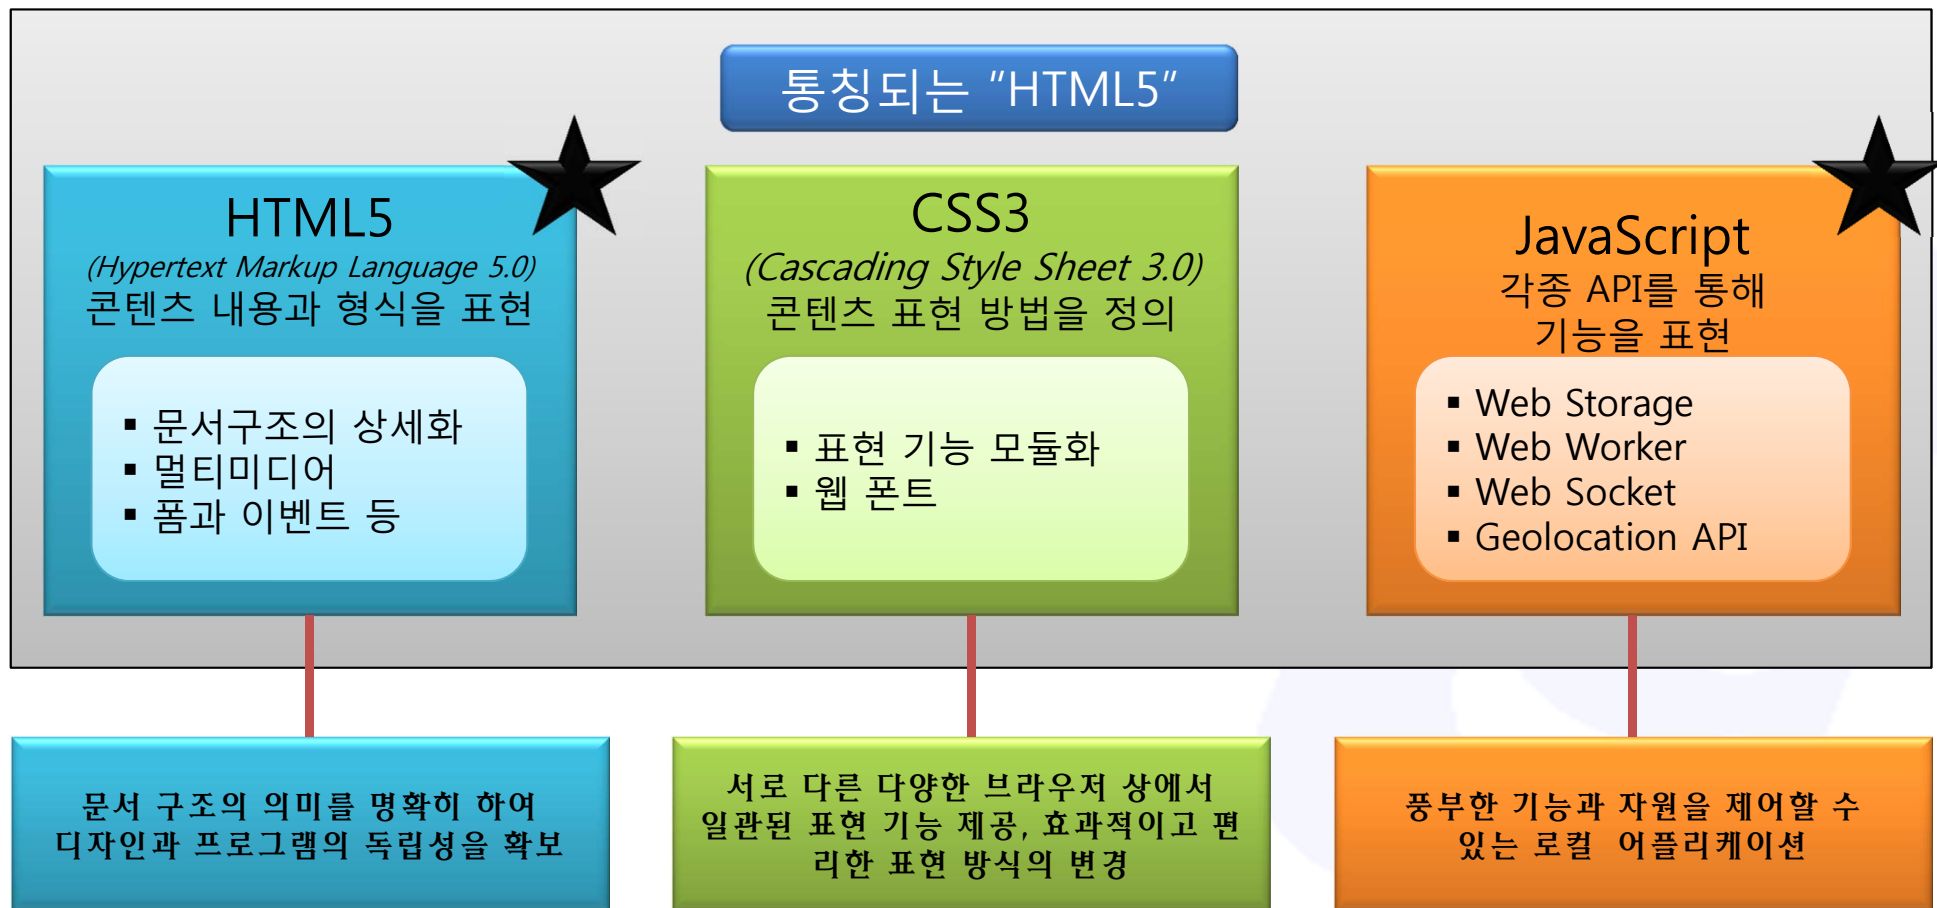 통칭되는 "HTML5"
HTML5
(Hypertext Markup Language 5.0)
콘텐츠 내용과 형식을 표현
▪ 문서구조의 상세화
▪ 멀티미디어
▪ 폼과 이벤트 등
CSS3
(Cascading Style Sheet 3.0)
콘텐츠 표현 방법을 정의
▪ 표현 기능 모듈화
▪ 웹 폰트
JavaScript
각종 API를 통해
기능을 표현
▪ Web Storage
▪ Web Worker
▪ Web Socket
▪ Geolocation API
문서 구조의 의미를 명확히 하여
디자인과 프로그램의 독립성을 확보
서로 다른 다양한 브라우저 상에서
일관된 표현 기능 제공, 효과적이고 편
리한 표현 방식의 변경
풍부한 기능과 자원을 제어할 수
있는 로컬 어플리케이션